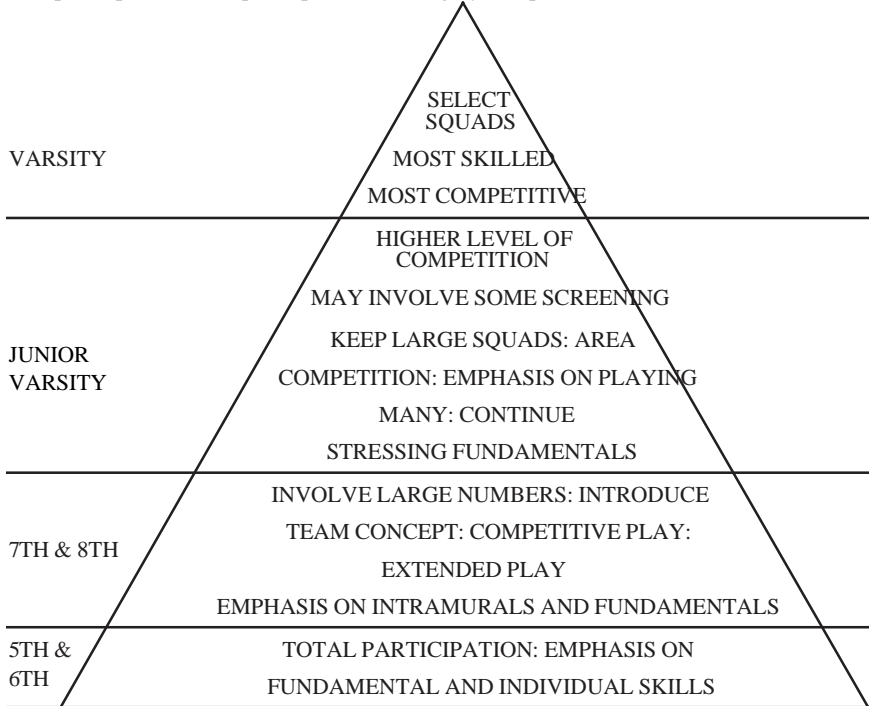 SELECT
SQUADS
VARSITY
MOST SKILLED
MOST COMPETITIVE
HIGHER LEVEL OF
COMPETITION
MAY INVOLVE SOME SCREENING
KEEP LARGE SQUADS: AREA
JUNIOR
VARSITY
COMPETITION: EMPHASIS ON PLAYING
MANY: CONTINUE
STRESSING FUNDAMENTALS
INVOLVE LARGE NUMBERS: INTRODUCE
TEAM CONCEPT: COMPETITIVE PLAY:
7TH & 8TH
EXTENDED PLAY
EMPHASIS ON INTRAMURALS AND FUNDAMENTALS
5TH &
6TH
TOTAL PARTICIPATION: EMPHASIS ON
FUNDAMENTAL AND INDIVIDUAL SKILLS